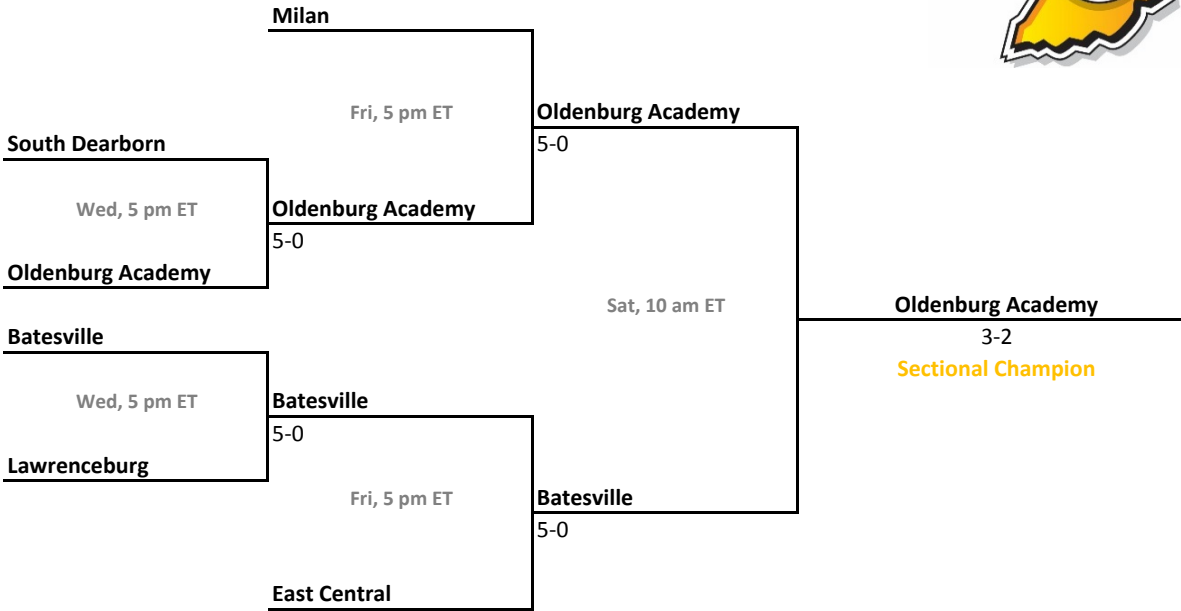 Milan
Fri, 5 pm ET
Oldenburg Academy
South Dearborn
5-0
Wed, 5 pm ET
Oldenburg Academy
5-0
Oldenburg Academy
Sat, 10 am ET
Oldenburg Academy
Batesville
3-2
Sectional Champion
Wed, 5 pm ET
Batesville
5-0
Lawrenceburg
Fri, 5 pm ET
Batesville
5-0
East Central